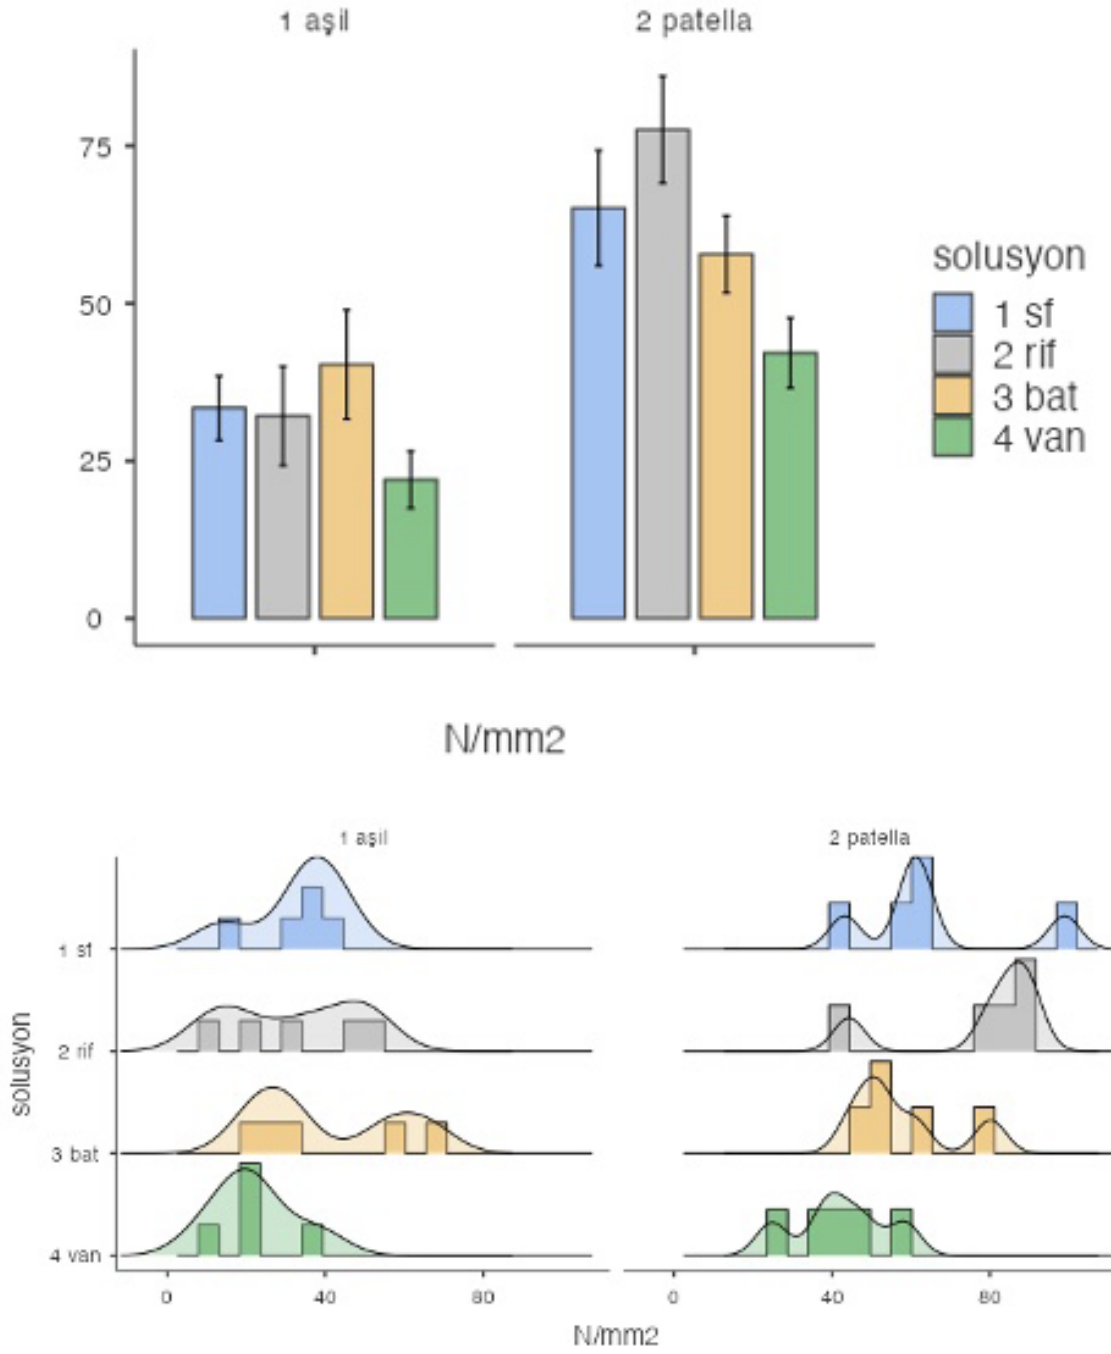 1 aşil
2 patella
75
50
25
0
solusyon
1 sf
2 rif
3 bat
4 van
N/mm2
1 aşil
2 patella
solusyon
1 sf
2 rif
3 bat
4 van
0
40
80
0
40
80
N/mm2